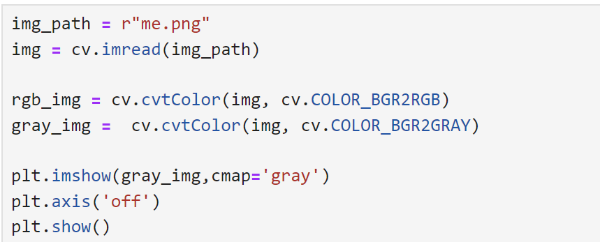 img_path = r"me.png"
img = cv.imread(img_path)
rgb_img = cv.cvtColor(img, cv.COLOR_BGR2RGB)
gray_img =  cv.cvtColor(img, cv.COLOR_BGR2GRAY)
plt.imshow(gray_img,cmap='gray')
plt.axis('off')
plt.show()